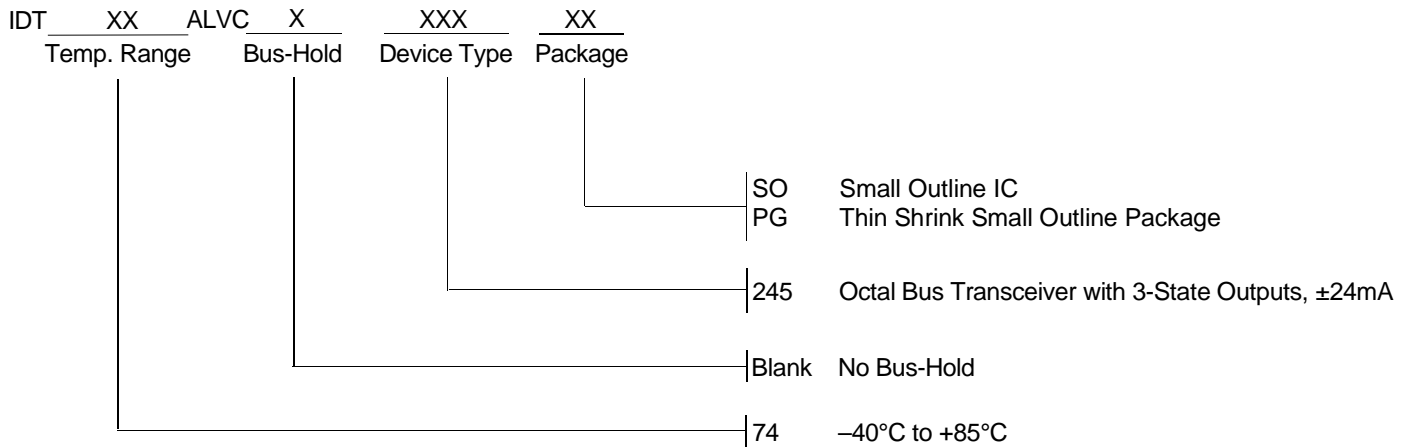 IDT XX ALVC X XXX XX
Temp. Range Bus-Hold Device Type Package
SO Small Outline IC
PG Thin Shrink Small Outline Package
245 Octal Bus Transceiver with 3-State Outputs, ±24mA
Blank No Bus-Hold
74 –40°C to +85°C